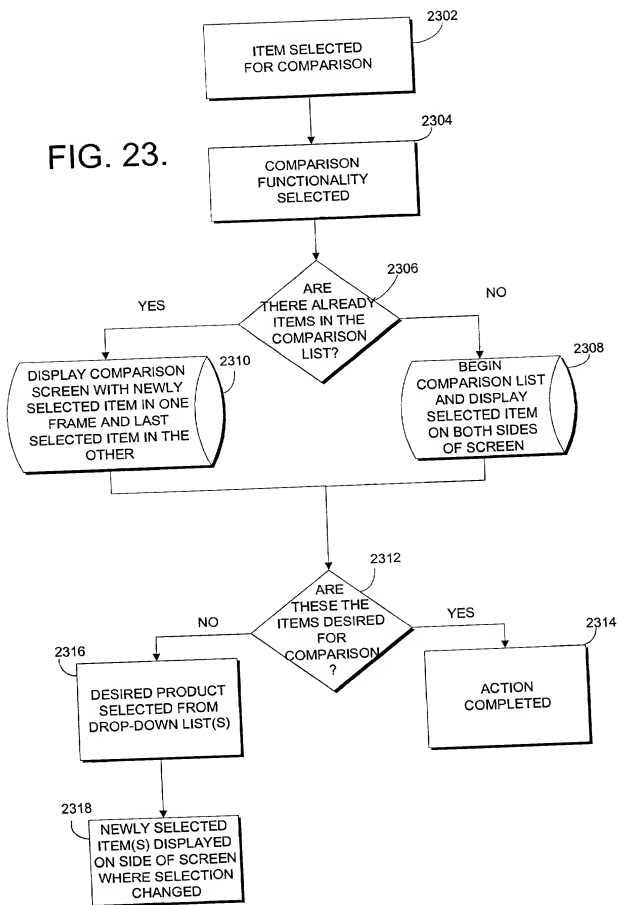 2302
ITEM SELECTED
FOR COMPARISON
FIG. 23.
2304
COMPARISON
FUNCTIONALITY
SELECTED
2306
ARE
THERE ALREADY
ITEMS IN THE
COMPARISON
LIST?
YES
NO
2310
DISPLAY COMPARISON
SCREEN WITH NEWLY
SELECTED ITEM IN ONE
FRAME AND LAST
SELECTED ITEM IN THE
OTHER
2308
BEGIN
COMPARISON LIST
AND DISPLAY
SELECTED ITEM
ON BOTH SIDES
OF SCREEN
2312
ARE
THESE THE
ITEMS DESIRED
FOR
COMPARISON
?
NO
YES
2316
DESIRED PRODUCT
SELECTED FROM
DROP-DOWN LIST(S)
2314
ACTION
COMPLETED
2318
NEWLY SELECTED
ITEM(S) DISPLAYED
ON SIDE OF SCREEN
WHERE SELECTION
CHANGED